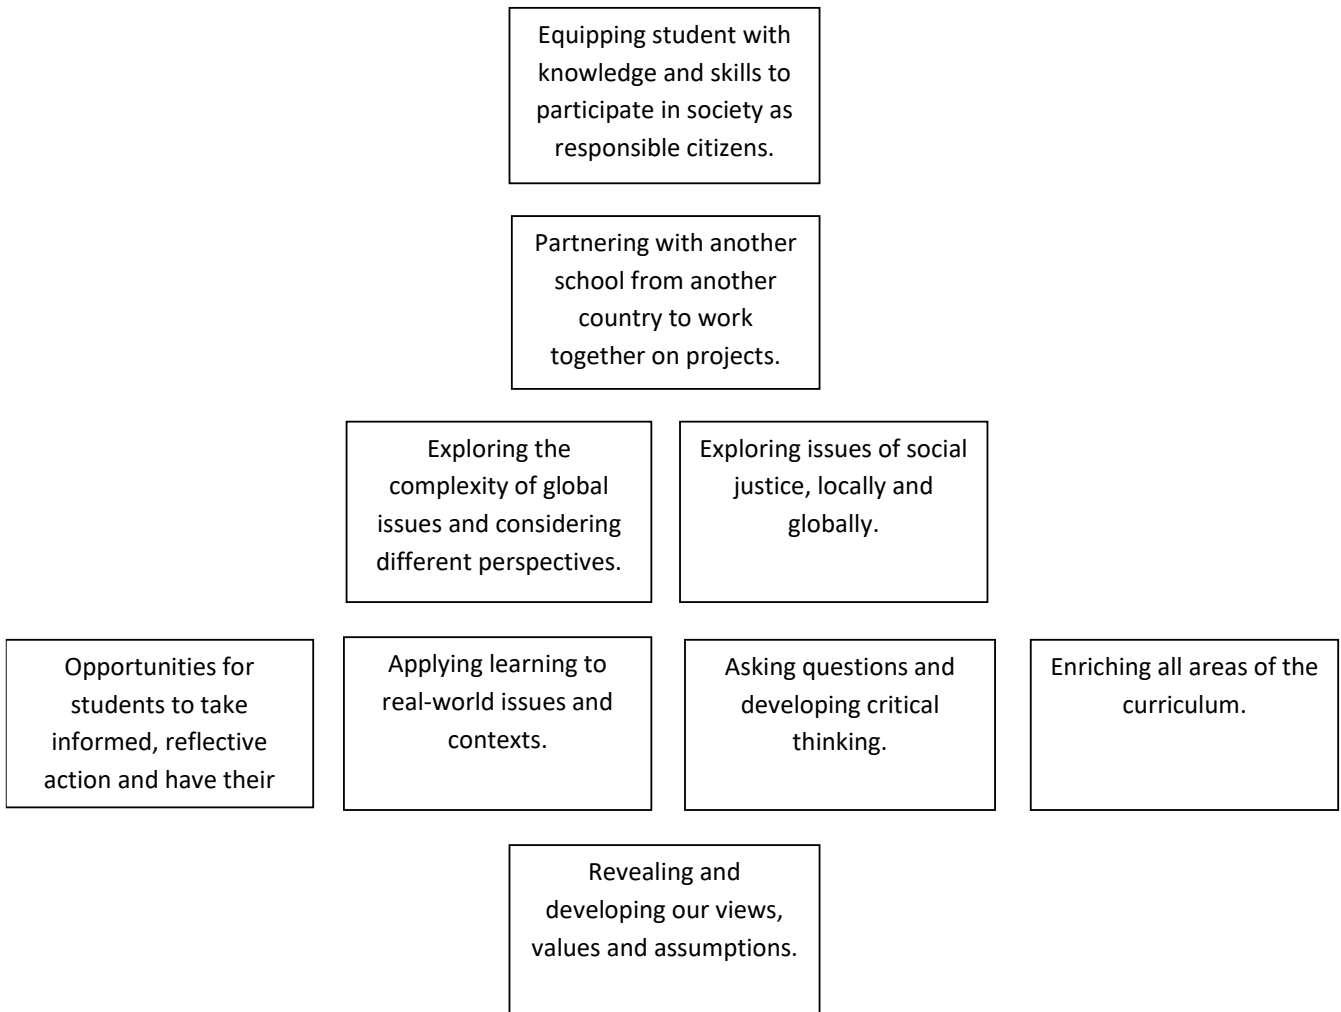 Equipping student with
knowledge and skills to
participate in society as
responsible citizens.
Partnering with another
school from another
country to work
together on projects.
Exploring the
complexity of global
issues and considering
different perspectives.
Exploring issues of social
justice, locally and
globally.
Opportunities for
students to take
informed, reflective
action and have their
Applying learning to
real-world issues and
contexts.
Asking questions and
developing critical
thinking.
Enriching all areas of the
curriculum.
Revealing and
developing our views,
values and assumptions.